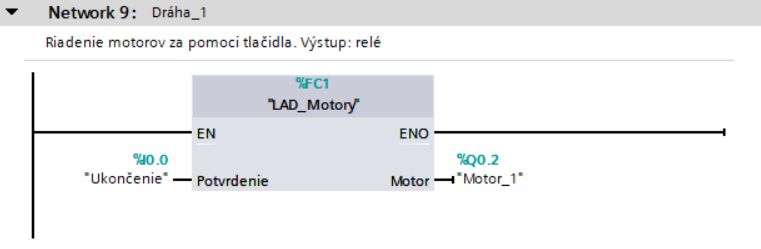 Network 9: Dráha_1
Riadenie motorov za pomoci tlačidla. Výstup: relé
%FC1
"LAD_Motory"
EN ENO
%I0.0 %Q0.2
"Ukončenie" Potvrdenie Motor "Motor_1"